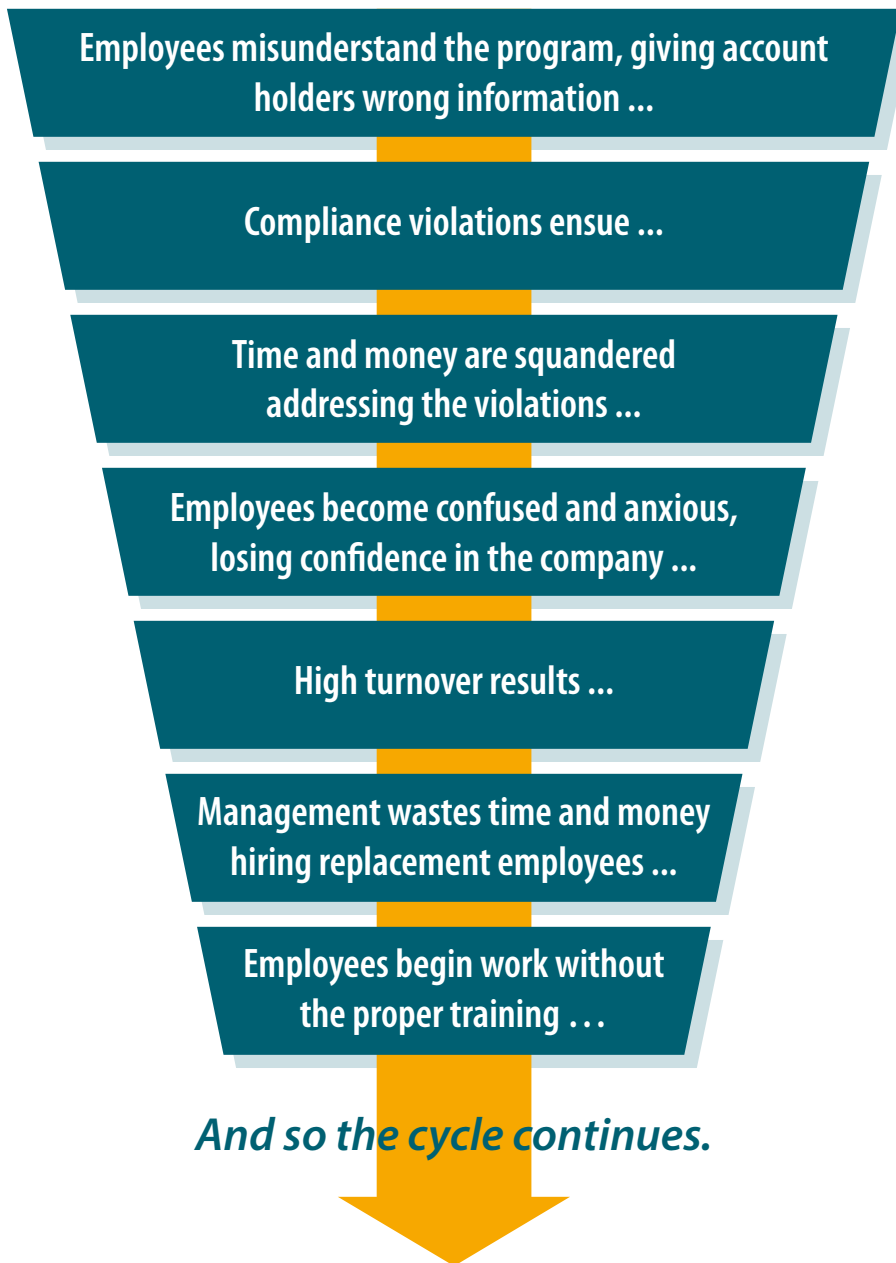 Employees misunderstand the program, giving account
holders wrong information ...
Compliance violations ensue ...
Time and money are squandered
addressing the violations ...
Employees become confused and anxious,
losing confidence in the company ...
High turnover results ...
Management wastes time and money
hiring replacement employees ...
Employees begin work without
the proper training . . .
And so the cycle continues.